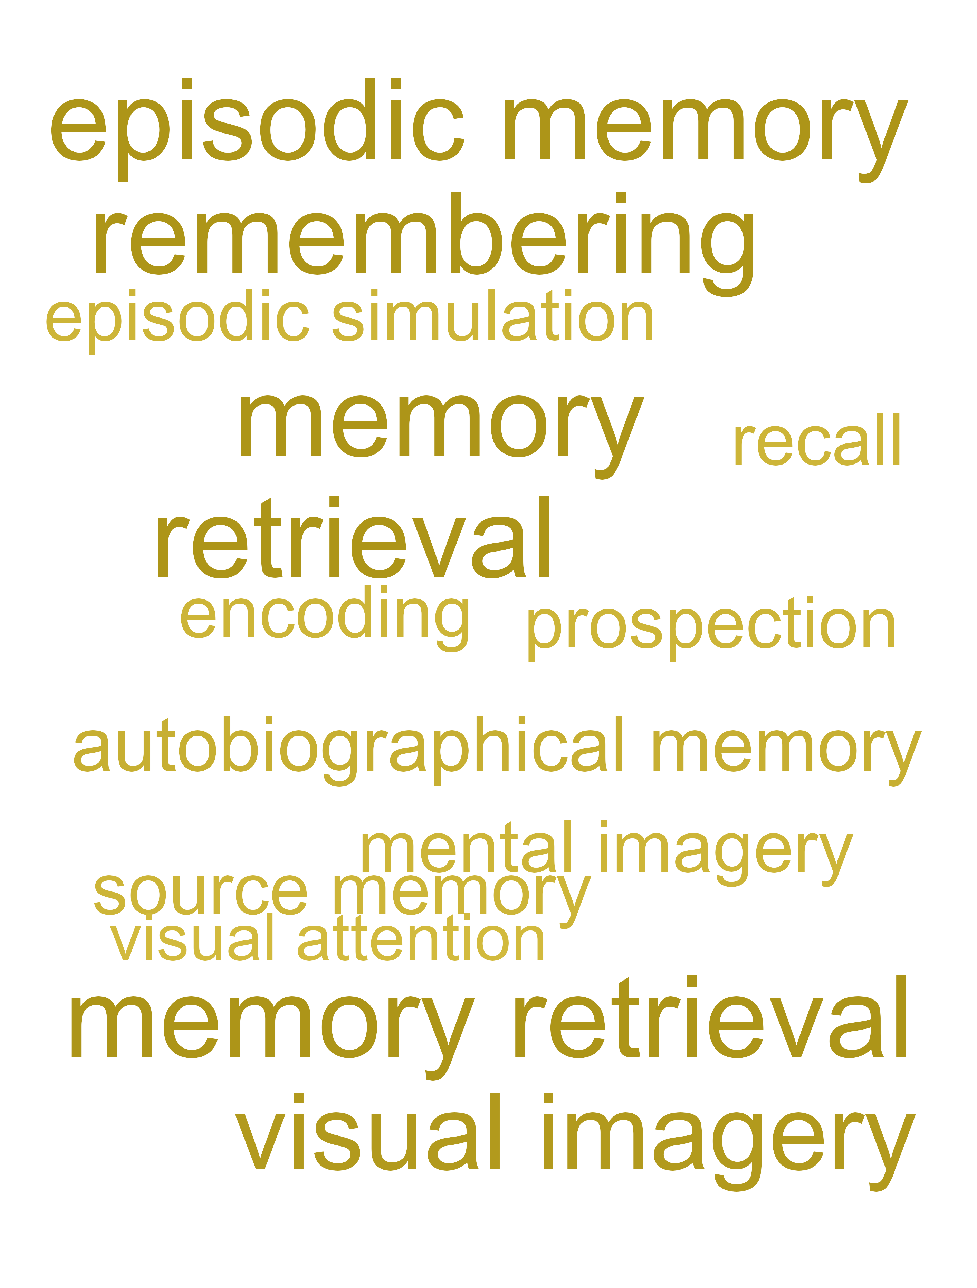 episodic memory
remembering
episodic simulation
memory
recall
retrieval
encoding
prospection
autobiographical memory
mental imagery
source memory
visual attention
memory retrieval
visual imagery